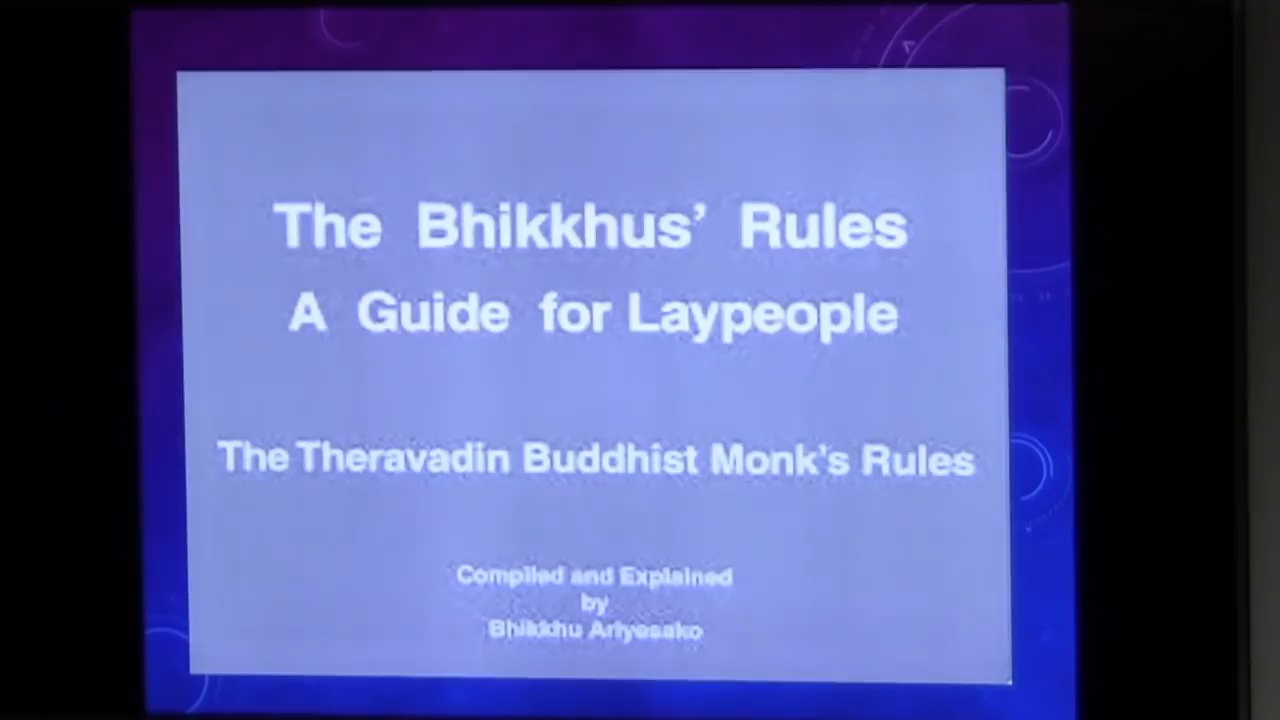 The Bhikkhus' Rules
A Guide for Laypeople
The Theravadin Buddhist Monk's Rules
Compiled and Explained
by
Bhikkhu Ariyesako